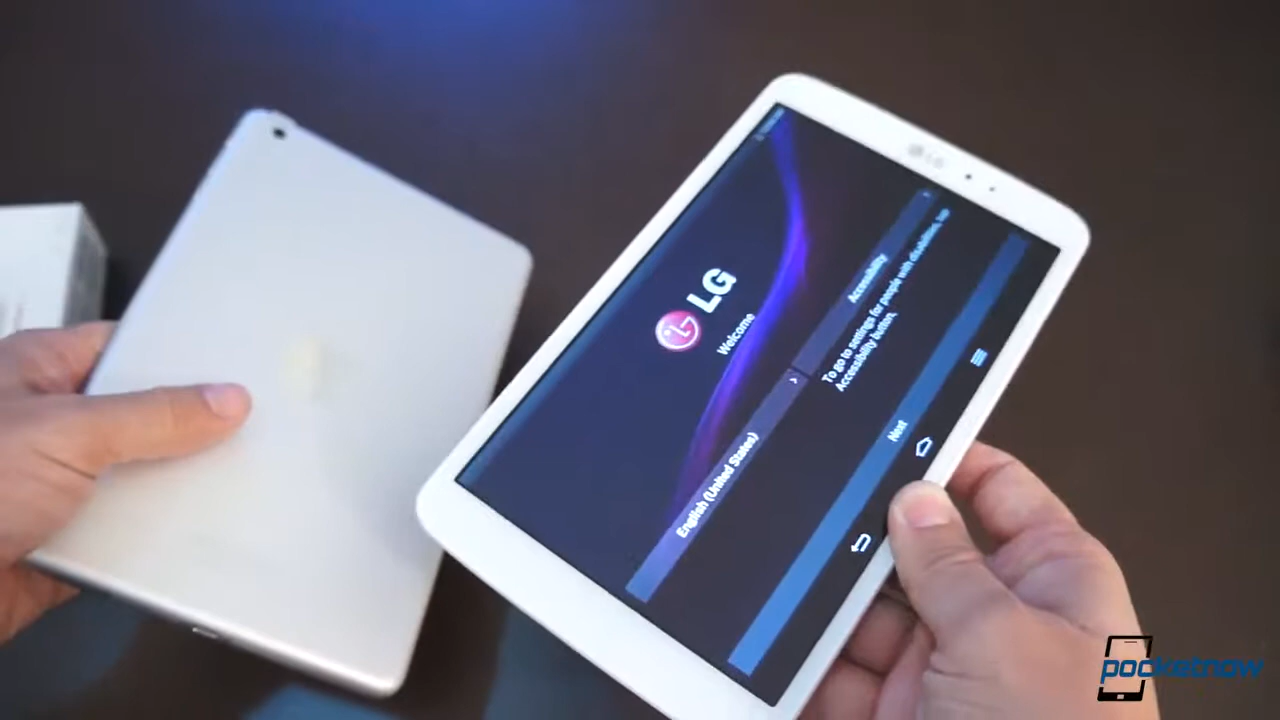 LG
LG
Welcome
English (United States)
Accessibility
To go to settings for people with disabilities, tap
Accessibility button.
Next
pocketnow